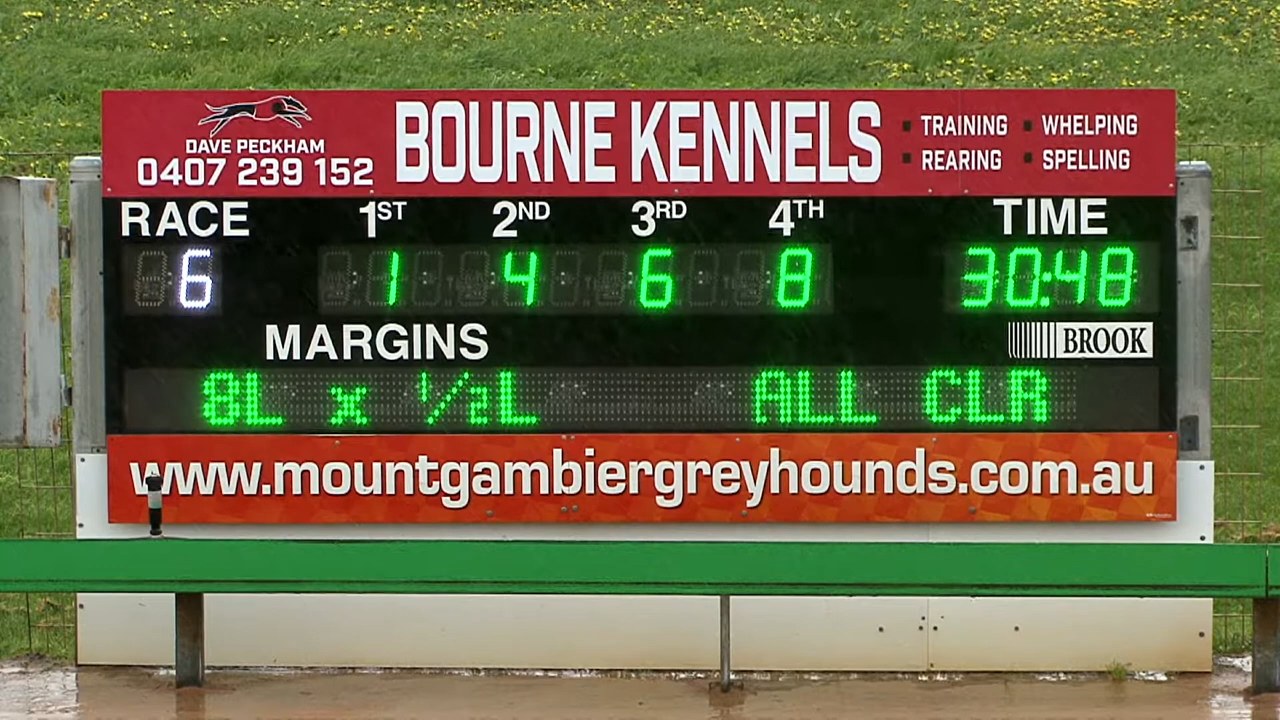 DAVE PECKHAM
0407 239 152
BOURNE KENNELS
▪ TRAINING ▪ WHELPING
▪ REARING ▪ SPELLING
RACE 1ST 2ND 3RD 4TH TIME
6 1 4 6 8 30:48
MARGINS BROOK
8L x ½L ALL CLR
www.mountgambiergreyhounds.com.au